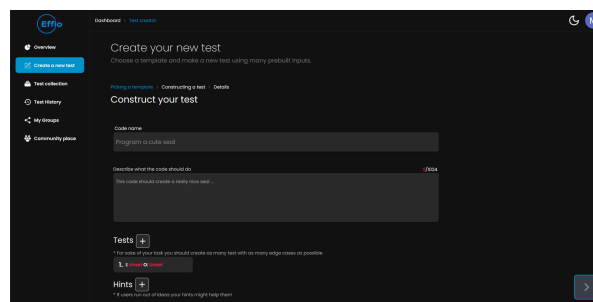 Effio
Dashboard › Test creator
Overview
Create a new test
Test collection
Test History
My Groups
Community place
Create your new test
Choose a template and make a new test using many prebuilt inputs.
Picking a template › Constructing a test › Details
Construct your test
Code name
Program a cute seal
Describe what the code should do
/1024
This code should create a really nice seal ...
Tests +
* For sake of your task you should create as many test with as many edge cases as possible
1.
Hints +
* If users run out of ideas your hints might help them